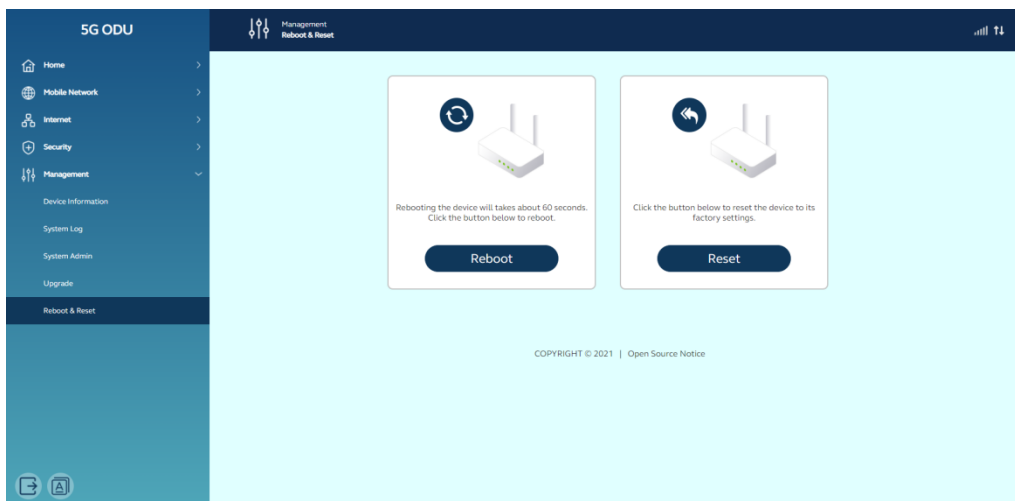 5G ODU
Management
Reboot & Reset
Home
Mobile Network
Internet
Security
Management
Device Information
System Log
System Admin
Upgrade
Reboot & Reset
Rebooting the device will takes about 60 seconds.
Click the button below to reboot.
Reboot
Click the button below to reset the device to its
factory settings.
Reset
COPYRIGHT © 2021 | Open Source Notice
A